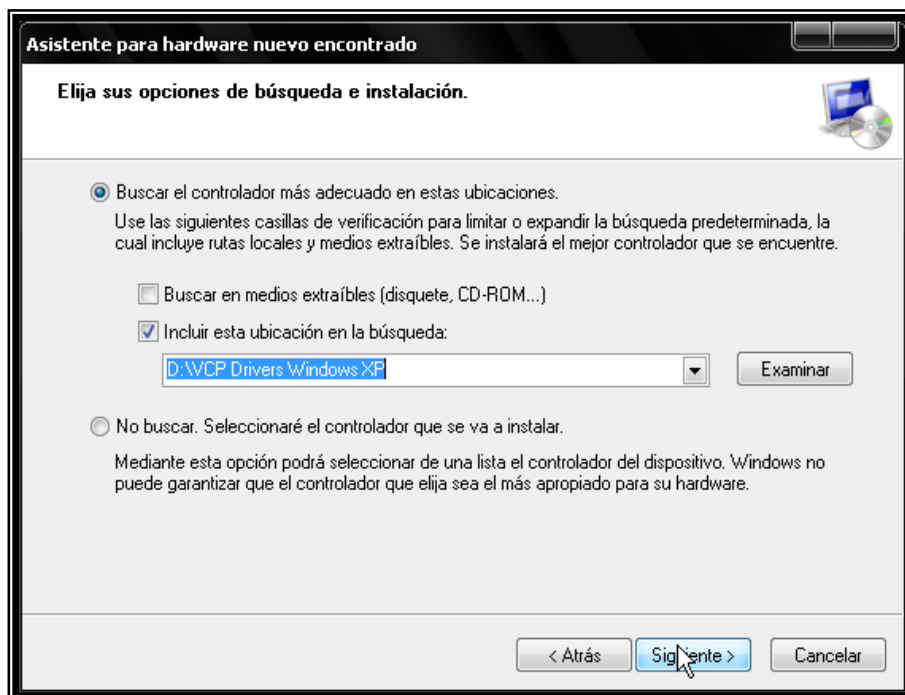 Asistente para hardware nuevo encontrado
Elija sus opciones de búsqueda e instalación.
Buscar el controlador más adecuado en estas ubicaciones.
Use las siguientes casillas de verificación para limitar o expandir la búsqueda predeterminada, la
cual incluye rutas locales y medios extraíbles. Se instalará el mejor controlador que se encuentre.
Buscar en medios extraíbles (disquete, CD-ROM...)
Incluir esta ubicación en la búsqueda:
D:\VCP Drivers Windows XP
Examinar
No buscar. Seleccionaré el controlador que se va a instalar.
Mediante esta opción podrá seleccionar de una lista el controlador del dispositivo. Windows no
puede garantizar que el controlador que elija sea el más apropiado para su hardware.
< Atrás
Siguiente >
Cancelar